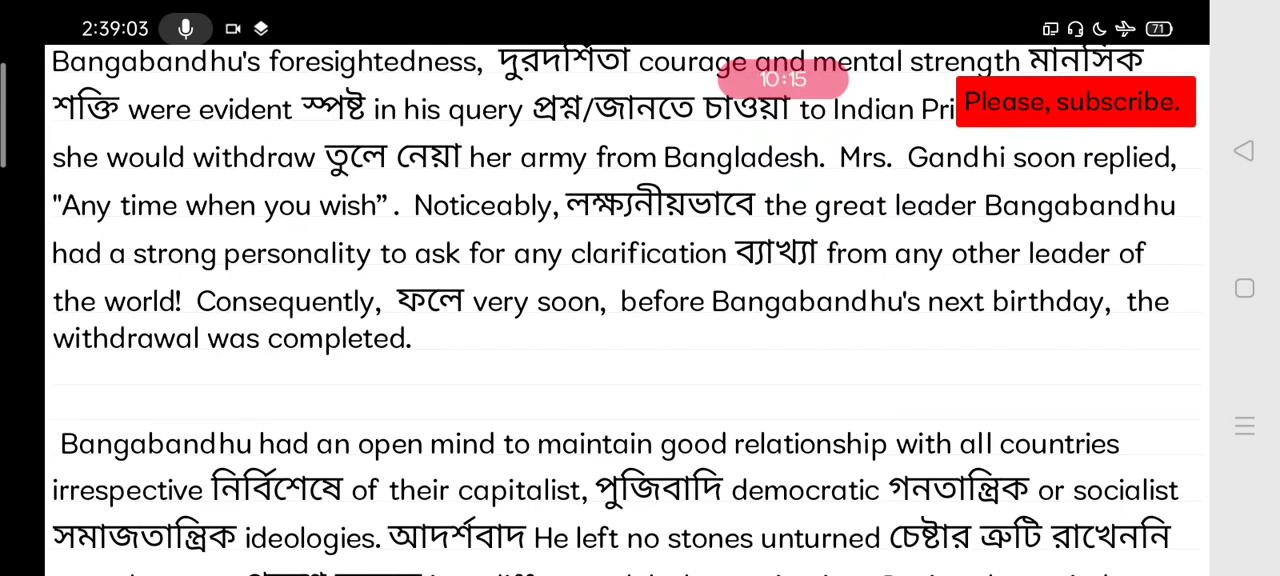 2:39:03
71
Bangabandhu's foresightedness, দুরদর্শিতা courage and mental strength মানসিক
10:15
শক্তি were evident স্পষ্ট in his query প্রশ্ন/জানতে চাওয়া to Indian Pri
Please, subscribe.
she would withdraw তুলে নেয়া her army from Bangladesh. Mrs. Gandhi soon replied,
"Any time when you wish”. Noticeably, লক্ষ্যনীয়ভাবে the great leader Bangabandhu
had a strong personality to ask for any clarification ব্যাখ্যা from any other leader of
the world! Consequently, ফলে very soon, before Bangabandhu's next birthday, the
withdrawal was completed.
Bangabandhu had an open mind to maintain good relationship with all countries
irrespective নির্বিশেষে of their capitalist, পুজিবাদি democratic গনতান্ত্রিক or socialist
সমাজতান্ত্রিক ideologies. আদর্শবাদ He left no stones unturned চেষ্টার ত্রুটি রাখেননি